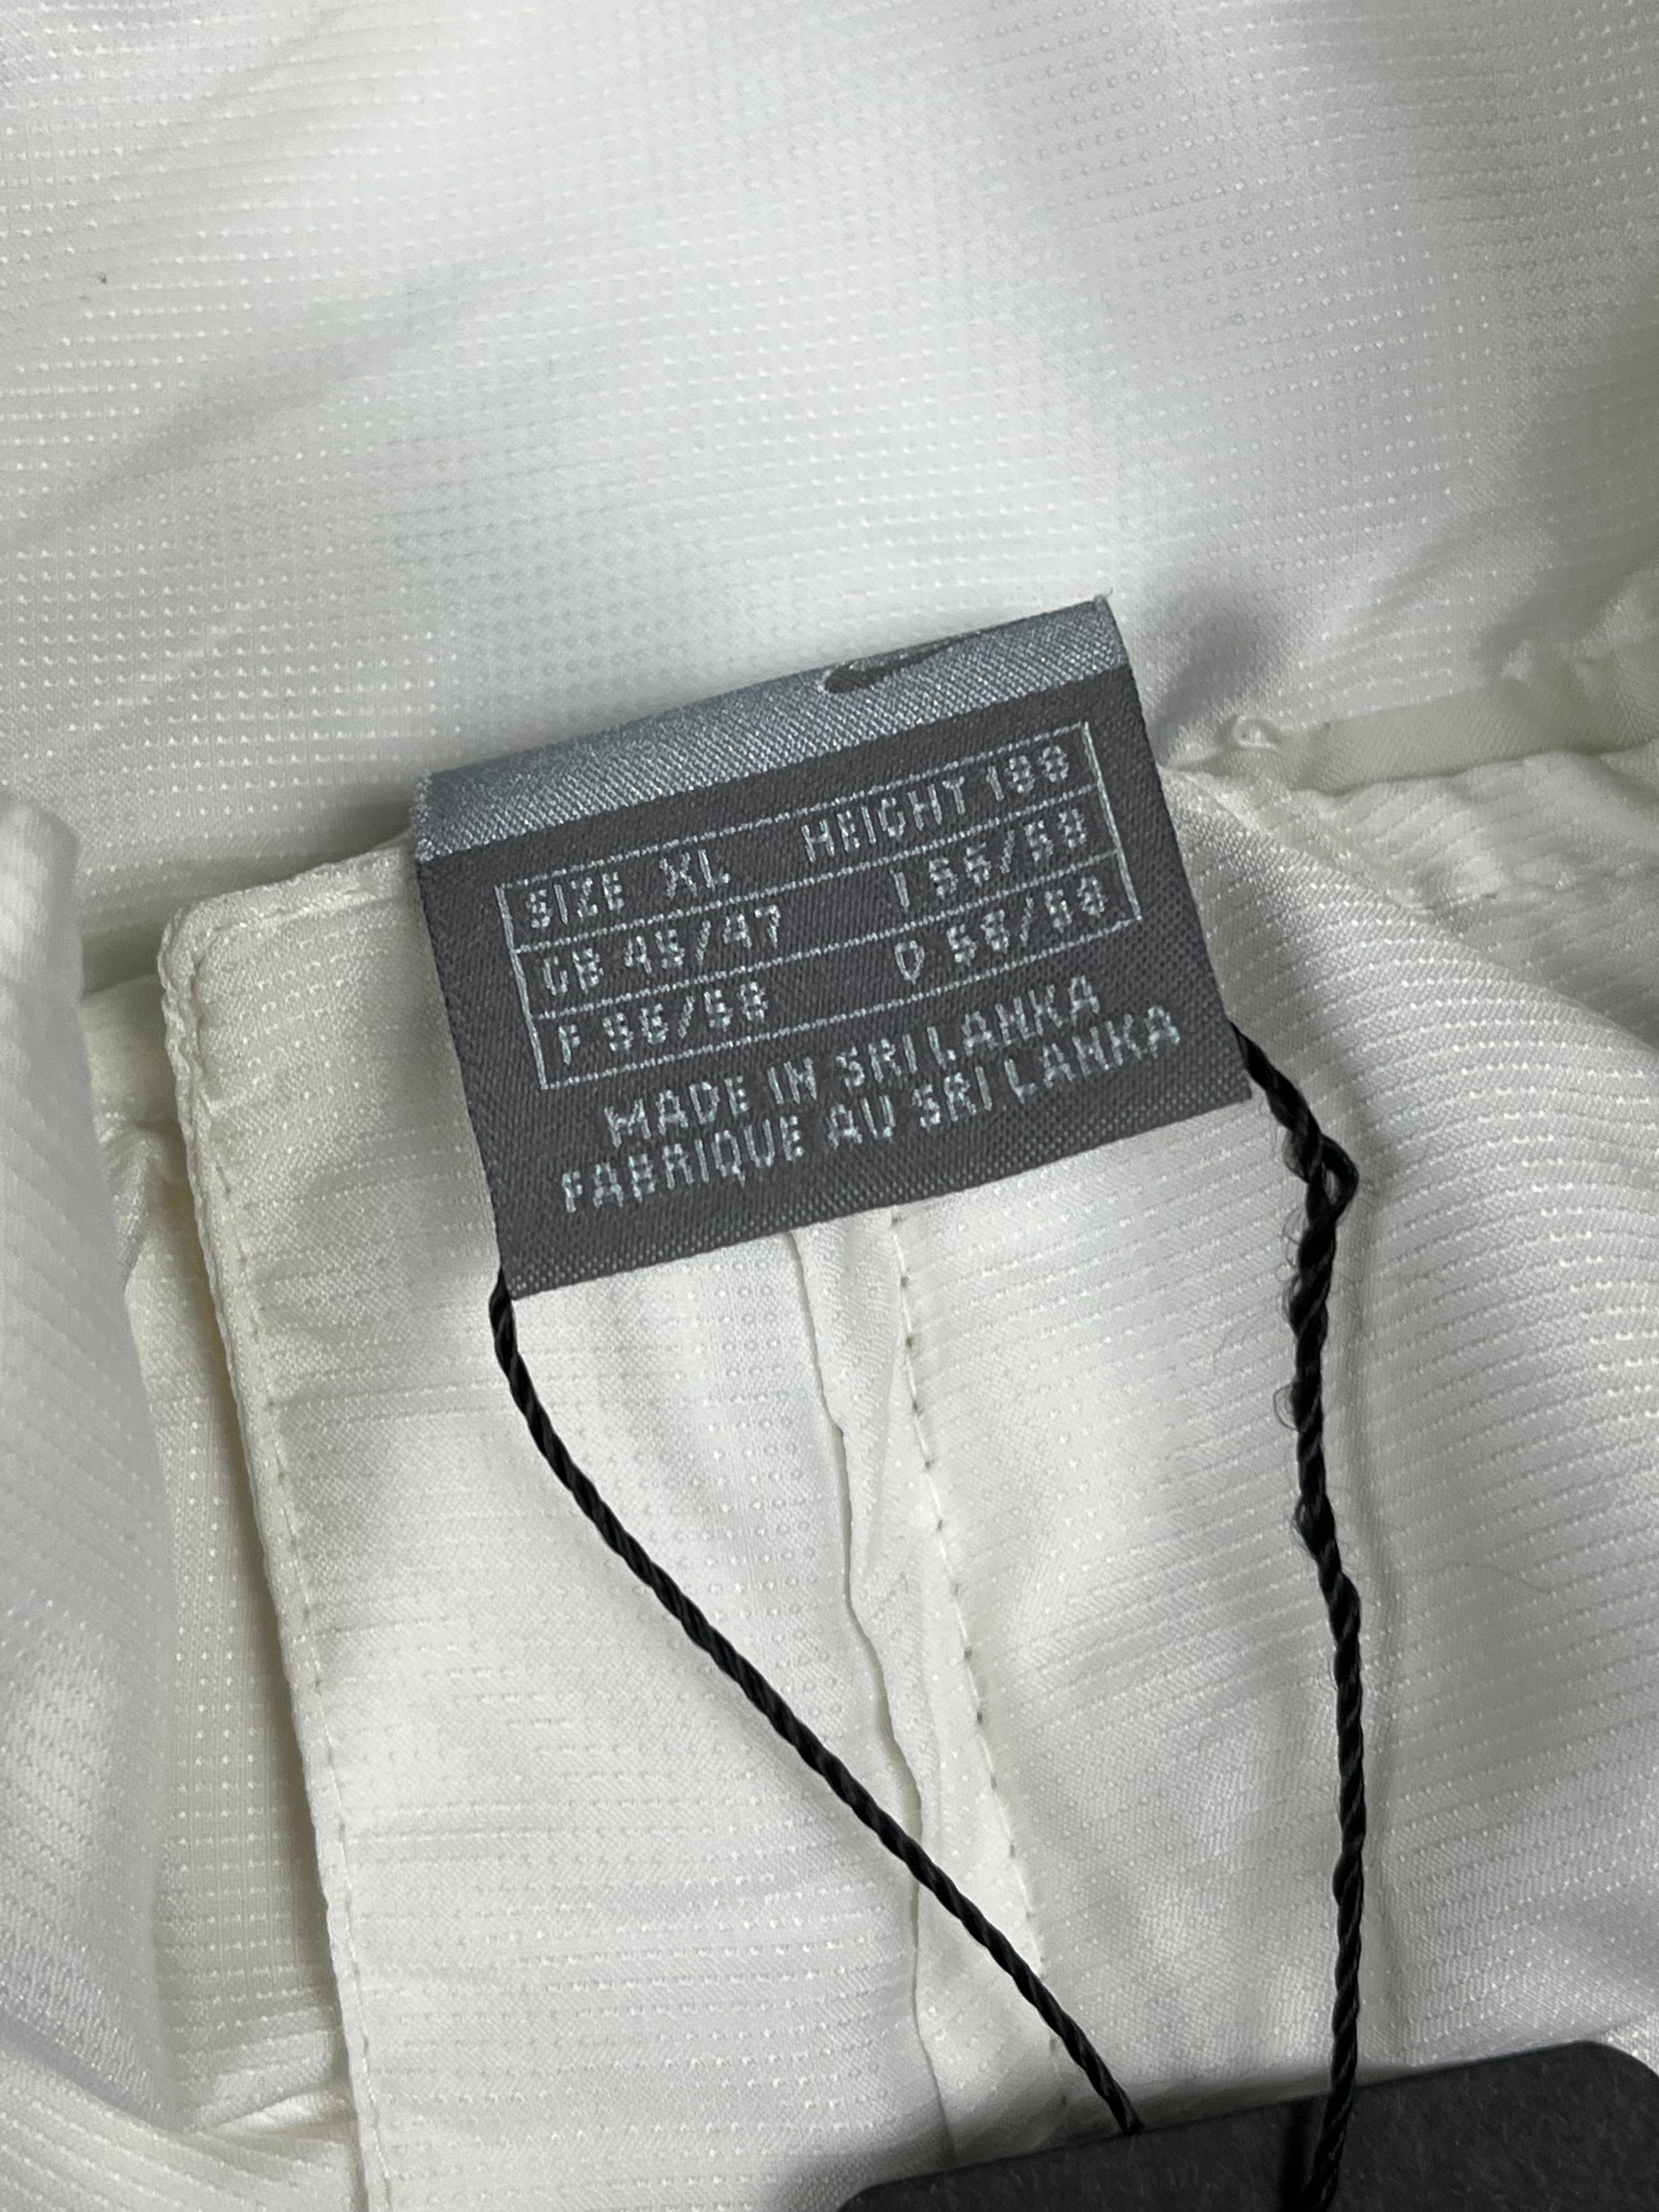 SIZE XL HEIGHT 188
GB 45/47 I 56/58
F 56/58 D 56/58
MADE IN SRI LANKA
FABRIQUE AU SRI LANKA